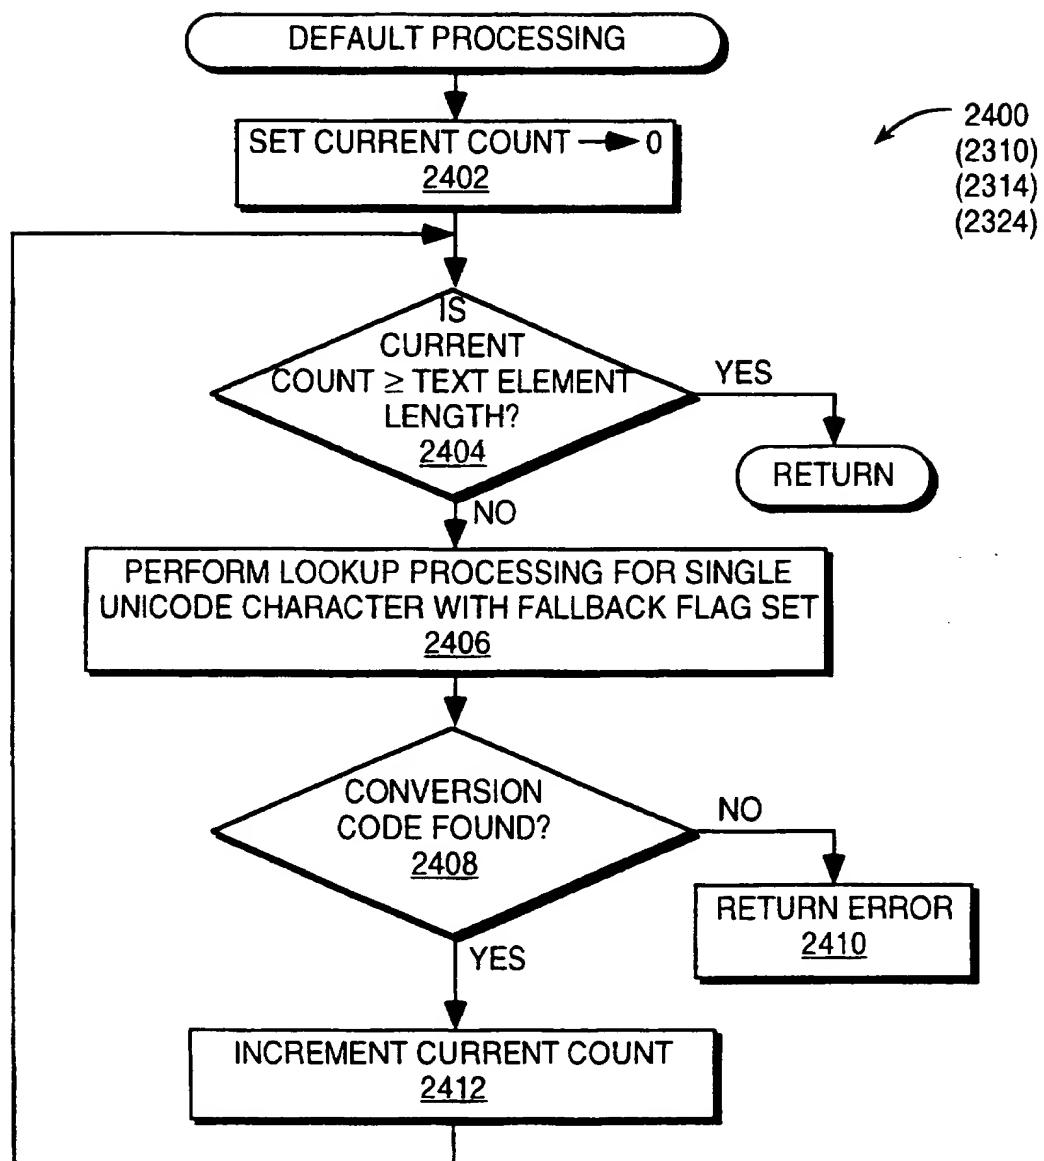 DEFAULT PROCESSING
SET CURRENT COUNT → 0
2402
2400
(2310)
(2314)
(2324)
IS
CURRENT
COUNT ≥ TEXT ELEMENT
LENGTH?
2404
YES
RETURN
NO
PERFORM LOOKUP PROCESSING FOR SINGLE
UNICODE CHARACTER WITH FALLBACK FLAG SET
2406
CONVERSION
CODE FOUND?
2408
NO
RETURN ERROR
2410
YES
INCREMENT CURRENT COUNT
2412